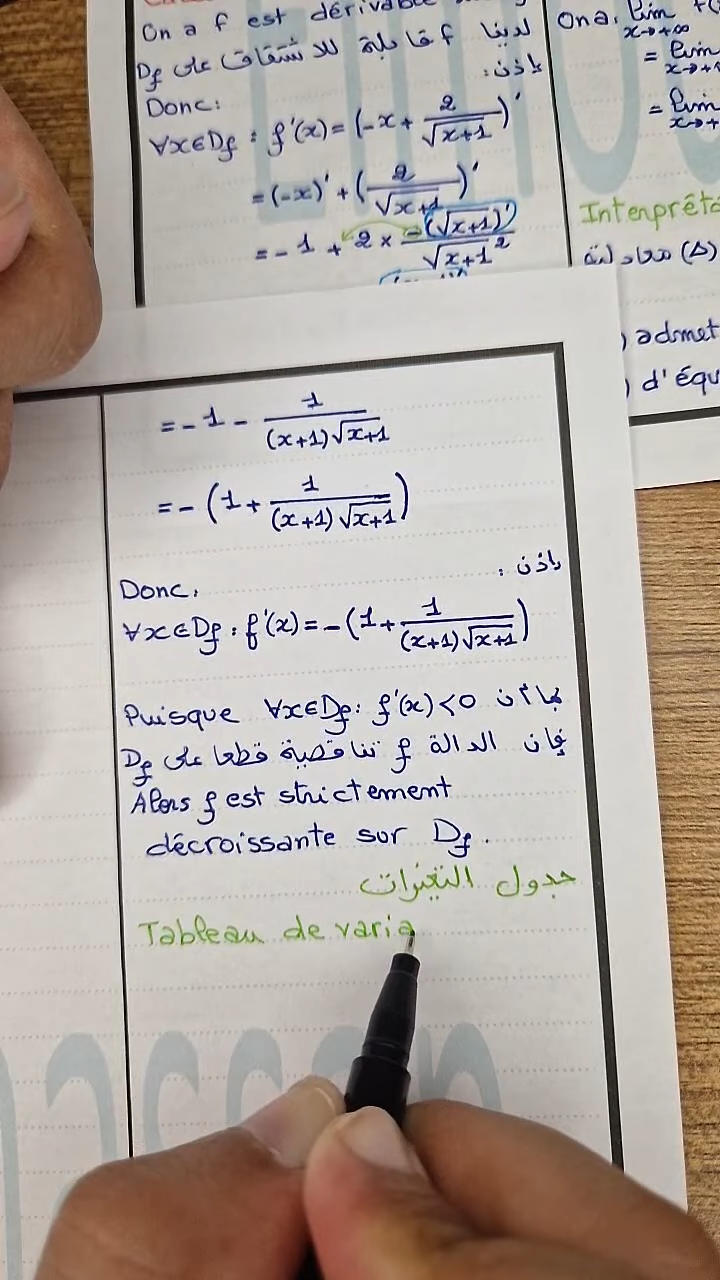 On a f est dérivable
لدينا f قابلة للاشتقاق على Df
إذن:
Donc:
∀x∈Df : f'(x)=(-x+2/√(x+1))'
=(-x)'+(2/√(x+1))'
=-1+2×-(√(x+1))'/√(x+1)²
On a: lim
x→+∞
= lim
= lim
Interpréta
(Δ)
admet
d'équ
=-1-1/((x+1)√(x+1))
=-(1+1/((x+1)√(x+1)))
Donc: إذن:
∀x∈Df : f'(x)=-(1+1/((x+1)√(x+1)))
Puisque ∀x∈Df: f'(x)<0 بما أن
فإن الدالة f تناقصية قطعا على Df
Alors f est strictement
décroissante sur Df.
جدول التغيرات
Tableau de varia